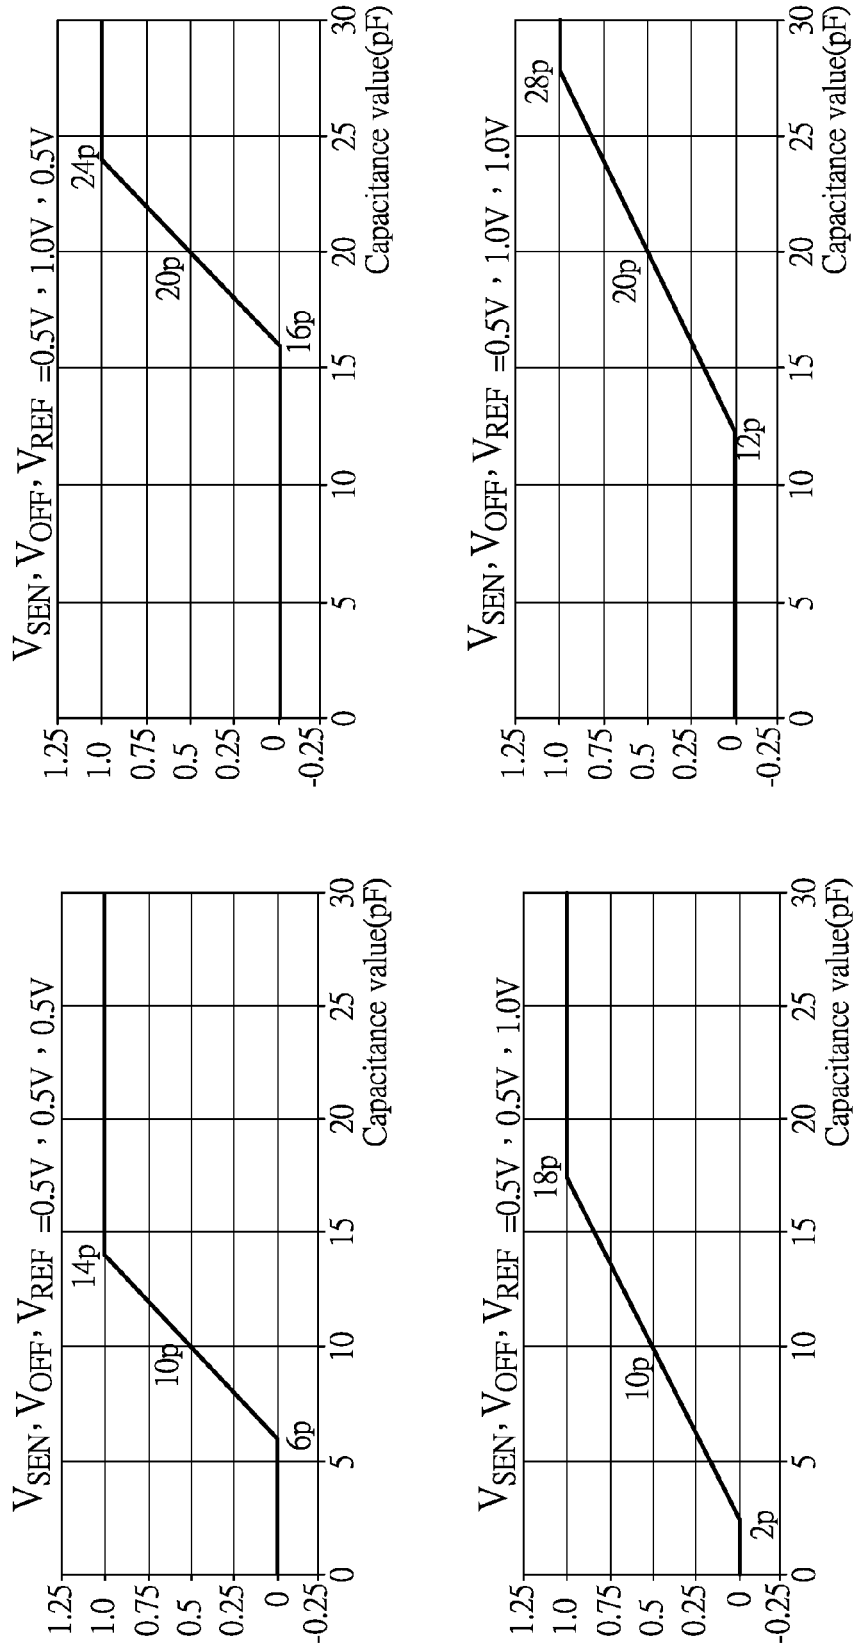 V_SEN, V_OFF, V_REF =0.5V , 0.5V , 0.5V
1.25
1.0
0.75
0.5
0.25
0
-0.25
14p
10p
6p
0 5 10 15 20 25 30
Capacitance value(pF)
V_SEN, V_OFF, V_REF =0.5V , 1.0V , 0.5V
1.25
1.0
0.75
0.5
0.25
0
-0.25
24p
20p
16p
0 5 10 15 20 25 30
Capacitance value(pF)
V_SEN, V_OFF, V_REF =0.5V , 0.5V , 1.0V
1.25
1.0
0.75
0.5
0.25
0
-0.25
18p
10p
2p
0 5 10 15 20 25 30
Capacitance value(pF)
V_SEN, V_OFF, V_REF =0.5V , 1.0V , 1.0V
1.25
1.0
0.75
0.5
0.25
0
-0.25
28p
20p
12p
0 5 10 15 20 25 30
Capacitance value(pF)